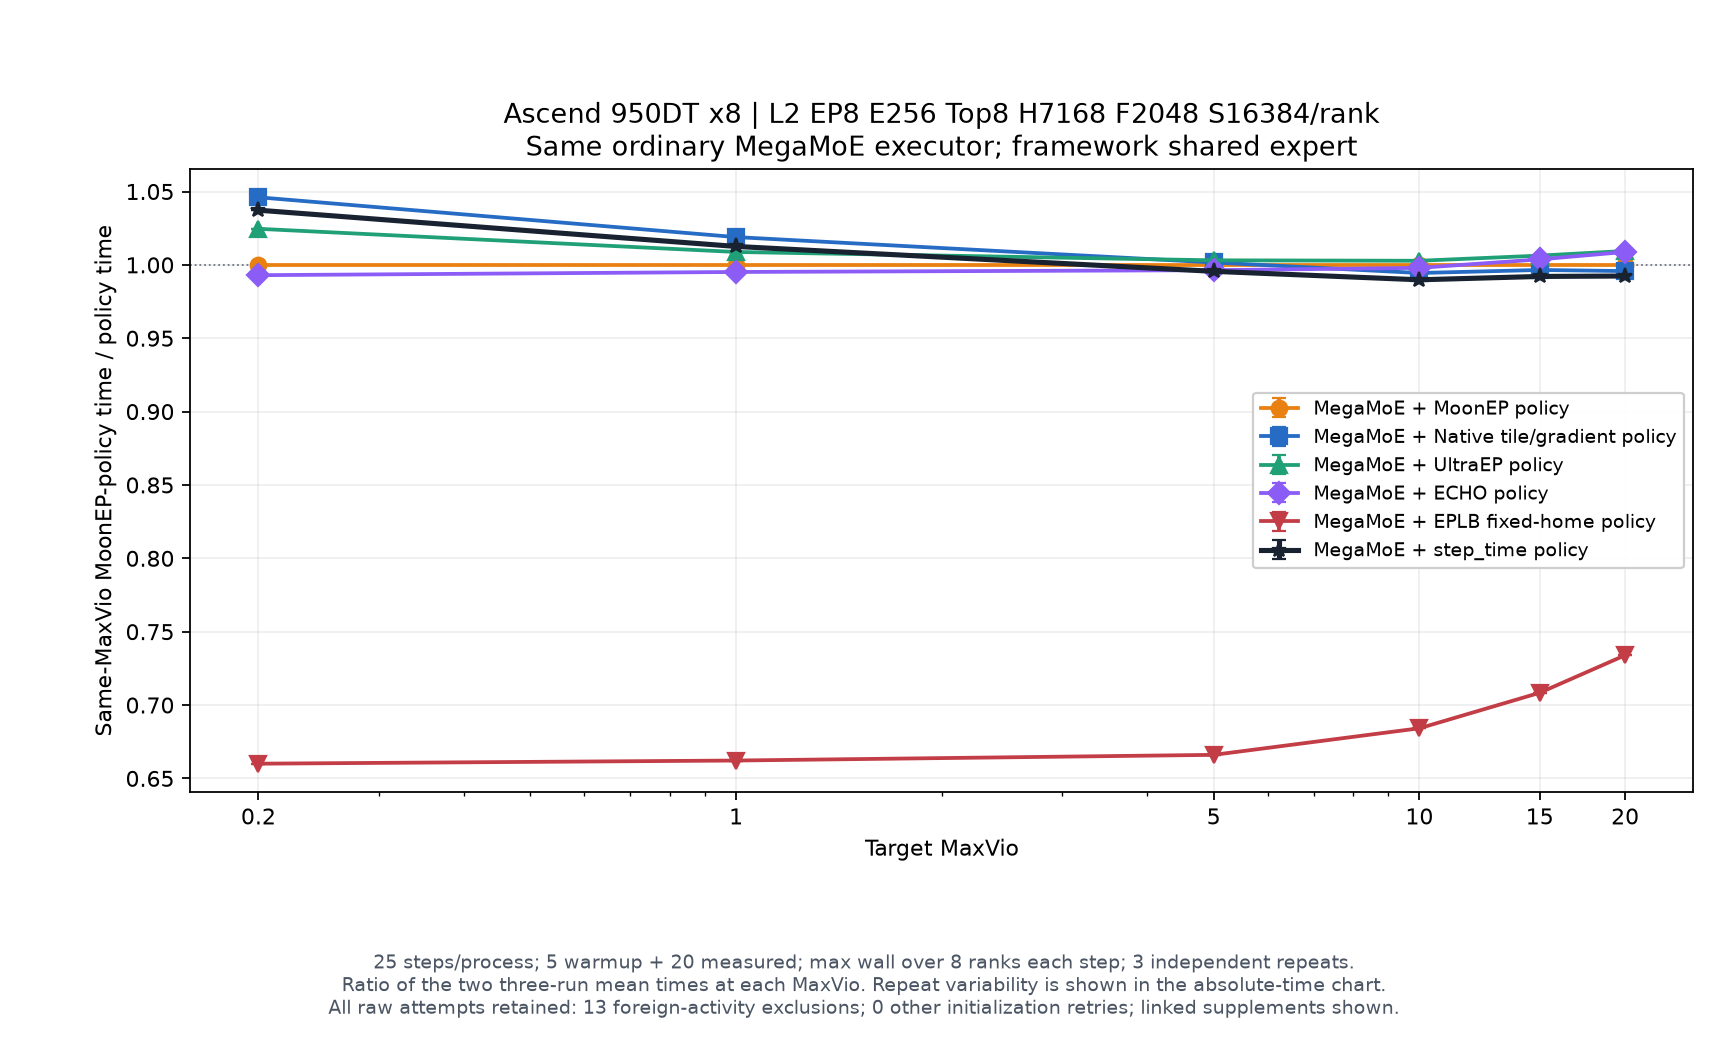 Ascend 950DT x8 | L2 EP8 E256 Top8 H7168 F2048 S16384/rank
Same ordinary MegaMoE executor; framework shared expert
Same-MaxVio MoonEP-policy time / policy time
1.05
1.00
0.95
0.90
0.85
0.80
0.75
0.70
0.65
MegaMoE + MoonEP policy
MegaMoE + Native tile/gradient policy
MegaMoE + UltraEP policy
MegaMoE + ECHO policy
MegaMoE + EPLB fixed-home policy
MegaMoE + step_time policy
0.2
1
5
10
15
20
Target MaxVio
25 steps/process; 5 warmup + 20 measured; max wall over 8 ranks each step; 3 independent repeats.
Ratio of the two three-run mean times at each MaxVio. Repeat variability is shown in the absolute-time chart.
All raw attempts retained: 13 foreign-activity exclusions; 0 other initialization retries; linked supplements shown.